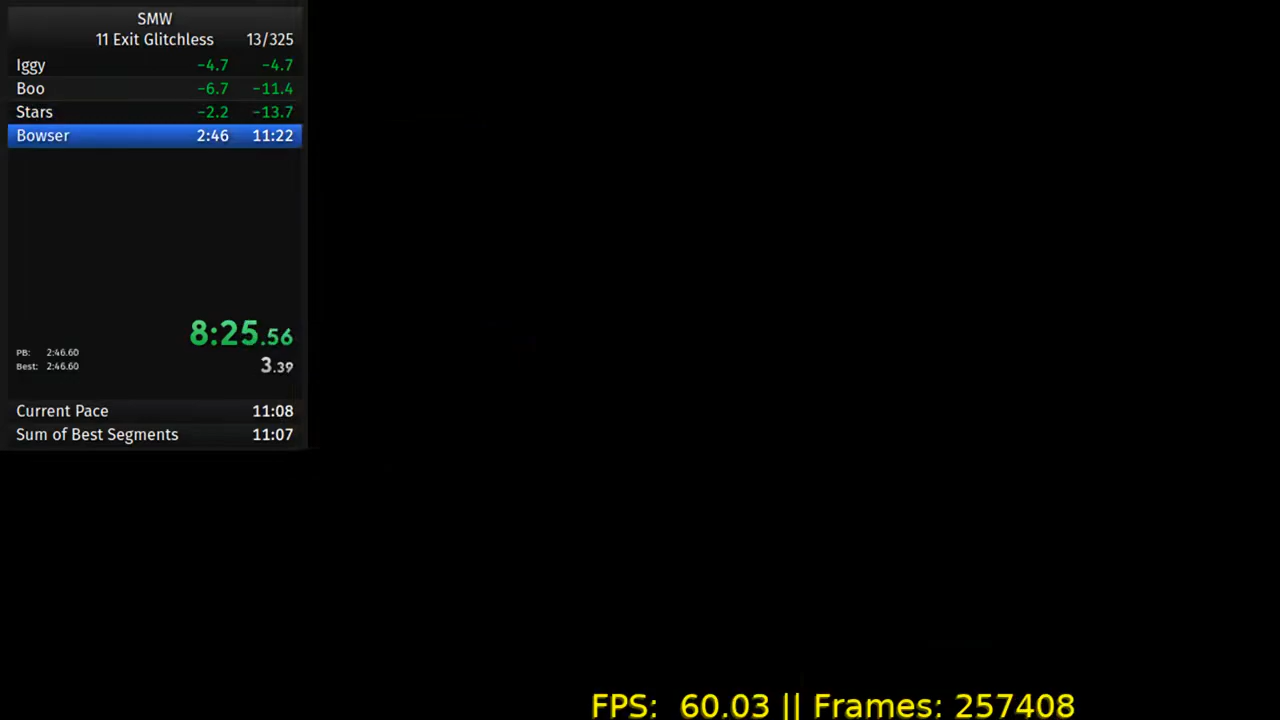 SMW
11 Exit Glitchless 13/325
Iggy -4.7 -4.7
Boo -6.7 -11.4
Stars -2.2 -13.7
Bowser 2:46 11:22
8:25.56
PB: 2:46.60
3.39
Best: 2:46.60
Current Pace 11:08
Sum of Best Segments 11:07
FPS: 60.03 || Frames: 257408